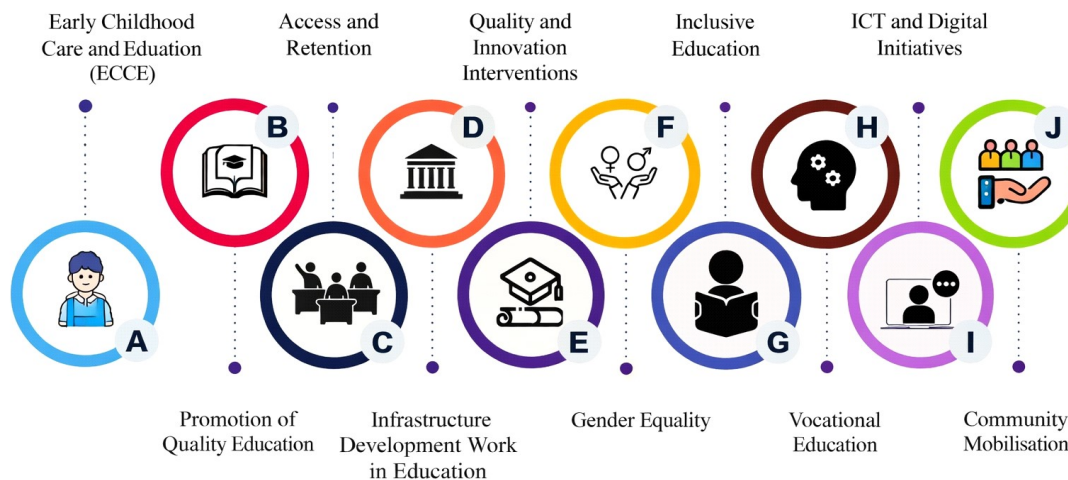 Early Childhood
Care and Eduation
(ECCE)
Access and
Retention
Quality and
Innovation
Interventions
Inclusive
Education
ICT and Digital
Initiatives
B
D
F
H
J
A
C
E
G
I
Promotion of
Quality Education
Infrastructure
Development Work
in Education
Gender Equality
Vocational
Education
Community
Mobilisation